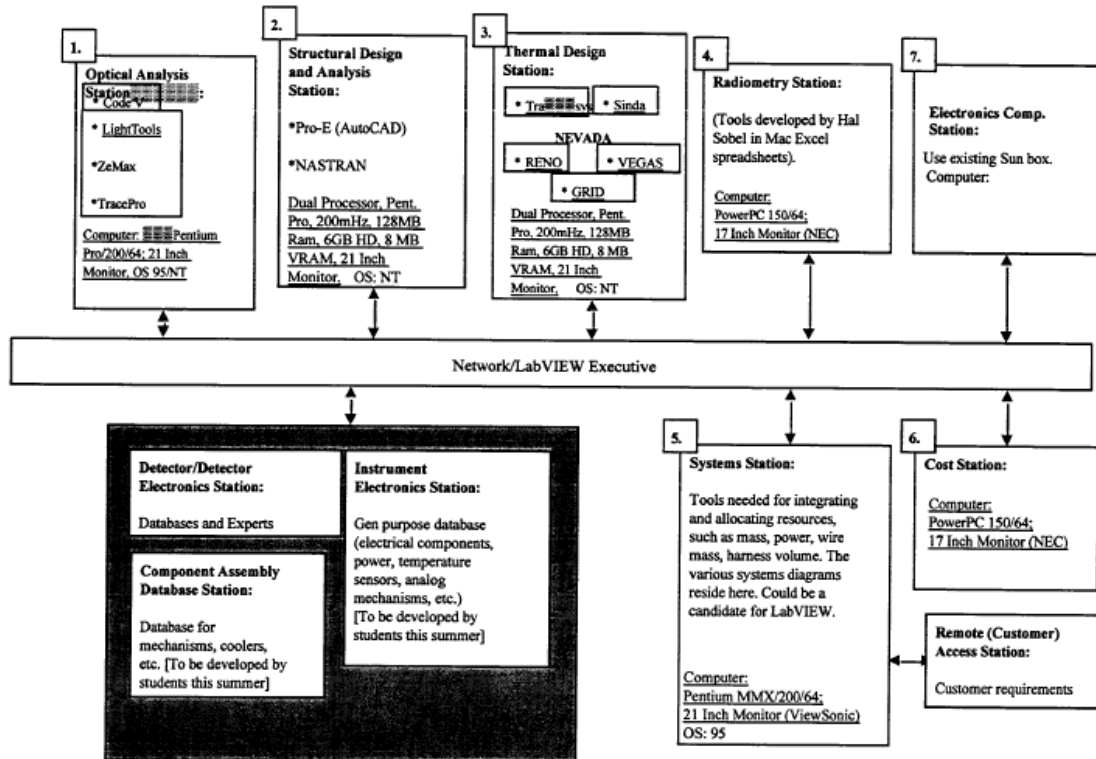 1.
Optical Analysis
Station :
* Code V
* LightTools
*ZeMax
*TracePro
Computer: Pentium
Pro/200/64; 21 Inch
Monitor, OS 95/NT
2.
Structural Design
and Analysis
Station:
*Pro-E (AutoCAD)
*NASTRAN
Dual Processor, Pent.
Pro, 200mHz, 128MB
Ram, 6GB HD, 8 MB
VRAM, 21 Inch
Monitor, OS: NT
3.
Thermal Design
Station:
* Sinda
NEVADA
* RENO
* VEGAS
* GRID
Dual Processor, Pent.
Pro, 200mHz, 128MB
Ram, 6GB HD, 8 MB
VRAM, 21 Inch
Monitor, OS: NT
4.
Radiometry Station:
(Tools developed by Hal
Sobel in Mac Excel
spreadsheets).
Computer:
PowerPC 150/64;
17 Inch Monitor (NEC)
7.
Electronics Comp.
Station:
Use existing Sun box.
Computer:
Network/LabVIEW Executive
Detector/Detector
Electronics Station:
Databases and Experts
Component Assembly
Database Station:
Database for
mechanisms, coolers,
etc. [To be developed by
students this summer]
Instrument
Electronics Station:
Gen purpose database
(electrical components,
power, temperature
sensors, analog
mechanisms, etc.)
[To be developed by
students this summer]
5.
Systems Station:
Tools needed for integrating
and allocating resources,
such as mass, power, wire
mass, harness volume. The
various systems diagrams
reside here. Could be a
candidate for LabVIEW.
Computer:
Pentium MMX/200/64;
21 Inch Monitor (ViewSonic)
OS: 95
6.
Cost Station:
Computer:
PowerPC 150/64;
17 Inch Monitor (NEC)
Remote (Customer)
Access Station:
Customer requirements